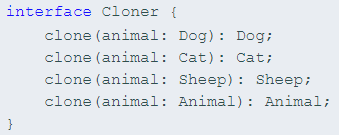 interface Cloner {
    clone(animal: Dog): Dog;
    clone(animal: Cat): Cat;
    clone(animal: Sheep): Sheep;
    clone(animal: Animal): Animal;
}